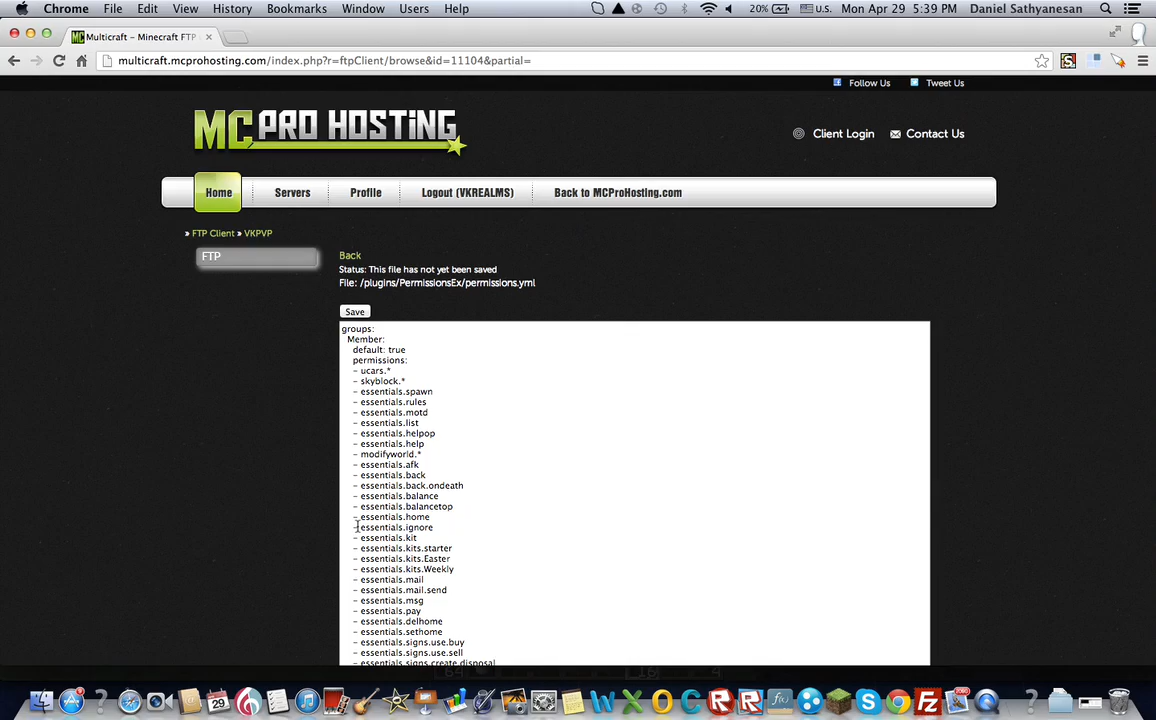 Chrome File Edit View History Bookmarks Window Users Help 20% U.S. Mon Apr 29 5:39 PM Daniel Sathyanesan
Multicraft – Minecraft FTP
multicraft.mcprohosting.com/index.php?r=ftpClient/browse&id=11104&partial=
Follow Us Tweet Us
MC PRO HOSTING
Client Login Contact Us
Home Servers Profile Logout (VKREALMS) Back to MCProHosting.com
» FTP Client » VKPVP
FTP
Back
Status: This file has not yet been saved
File: /plugins/PermissionsEx/permissions.yml
Save
groups:
Member:
default: true
permissions:
- ucars.*
- skyblock.*
- essentials.spawn
- essentials.rules
- essentials.motd
- essentials.list
- essentials.helpop
- essentials.help
- modifyworld.*
- essentials.afk
- essentials.back
- essentials.back.ondeath
- essentials.balance
- essentials.balancetop
- essentials.home
- essentials.ignore
- essentials.kit
- essentials.kits.starter
- essentials.kits.Easter
- essentials.kits.Weekly
- essentials.mail
- essentials.mail.send
- essentials.msg
- essentials.pay
- essentials.delhome
- essentials.sethome
- essentials.signs.use.buy
- essentials.signs.use.sell
- essentials.signs.create.disposal